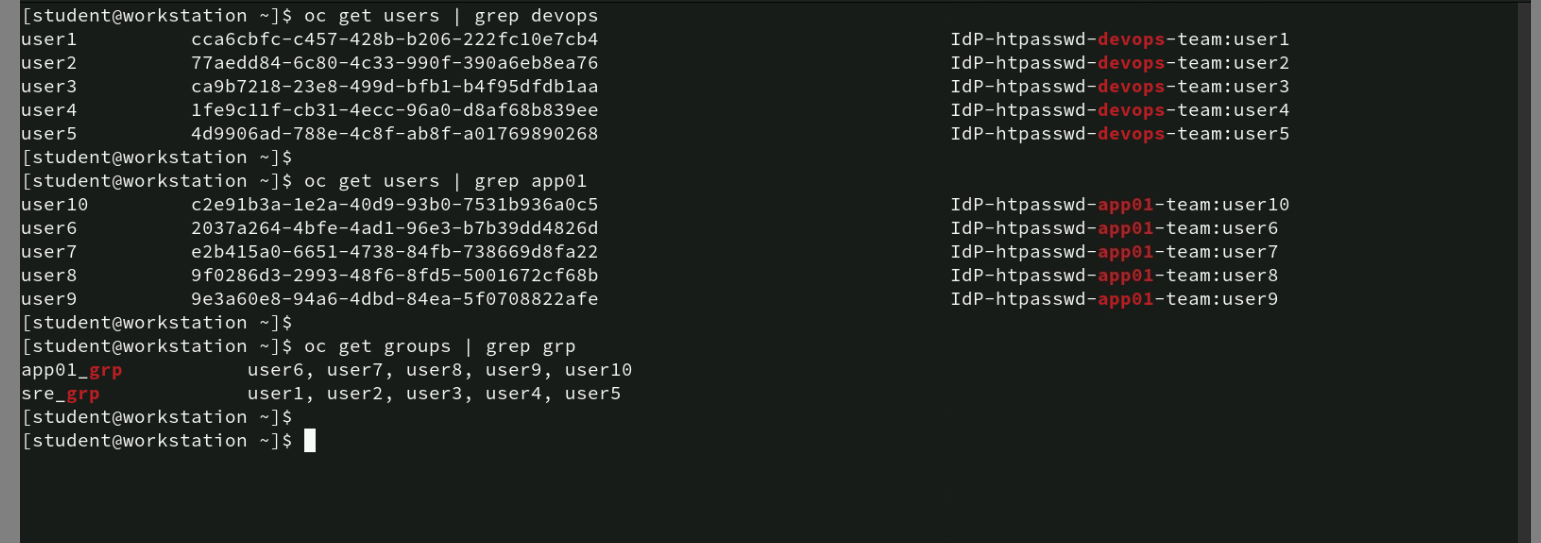 [student@workstation ~]$ oc get users | grep devops
user1 cca6cbfc-c457-428b-b206-222fc10e7cb4 IdP-htpasswd-devops-team:user1
user2 77aedd84-6c80-4c33-990f-390a6eb8ea76 IdP-htpasswd-devops-team:user2
user3 ca9b7218-23e8-499d-bfb1-b4f95dfdb1aa IdP-htpasswd-devops-team:user3
user4 1fe9c11f-cb31-4ecc-96a0-d8af68b839ee IdP-htpasswd-devops-team:user4
user5 4d9906ad-788e-4c8f-ab8f-a01769890268 IdP-htpasswd-devops-team:user5
[student@workstation ~]$
[student@workstation ~]$ oc get users | grep app01
user10 c2e91b3a-1e2a-40d9-93b0-7531b936a0c5 IdP-htpasswd-app01-team:user10
user6 2037a264-4bfe-4ad1-96e3-b7b39dd4826d IdP-htpasswd-app01-team:user6
user7 e2b415a0-6651-4738-84fb-738669d8fa22 IdP-htpasswd-app01-team:user7
user8 9f0286d3-2993-48f6-8fd5-5001672cf68b IdP-htpasswd-app01-team:user8
user9 9e3a60e8-94a6-4dbd-84ea-5f0708822afe IdP-htpasswd-app01-team:user9
[student@workstation ~]$
[student@workstation ~]$ oc get groups | grep grp
app01_grp user6, user7, user8, user9, user10
sre_grp user1, user2, user3, user4, user5
[student@workstation ~]$
[student@workstation ~]$